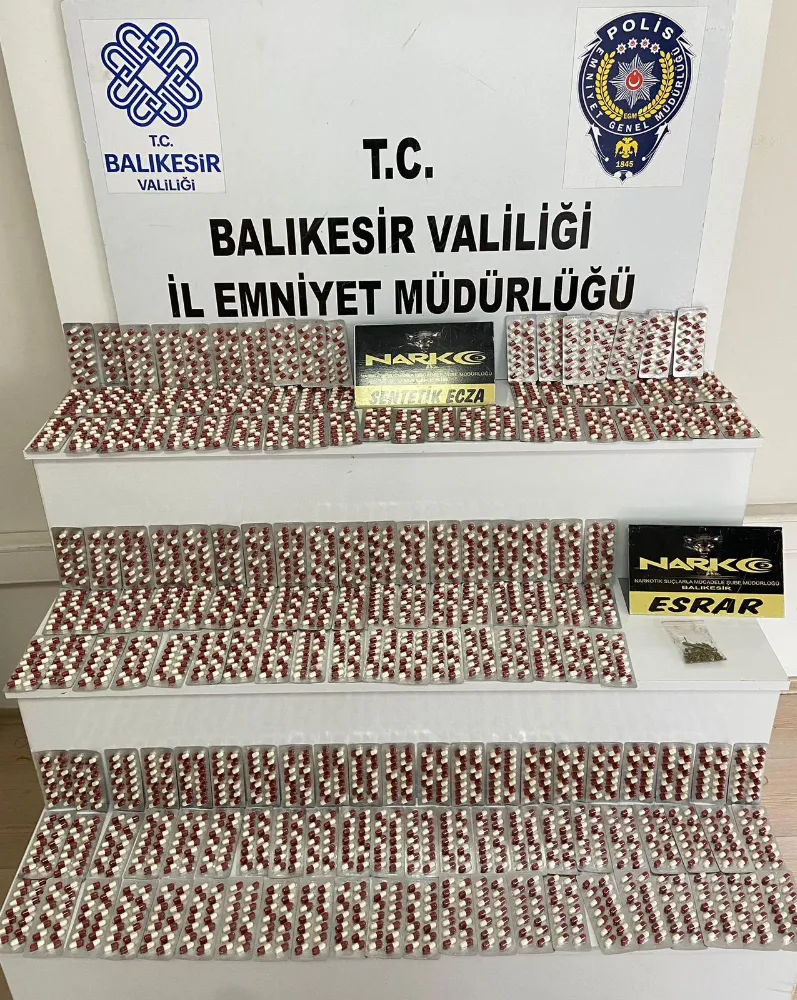 T.C.
BALIKESİR
VALİLİĞİ
POLİS
EMNİYET GENEL MÜDÜRLÜĞÜ
EGM
1845
T.C.
BALIKESİR VALİLİĞİ
İL EMNİYET MÜDÜRLÜĞÜ
NARKO
SENTETİK ECZA
NARKO
NARKOTİK SUÇLARLA MÜCADELE ŞUBE MÜDÜRLÜĞÜ
BALIKESİR
ESRAR